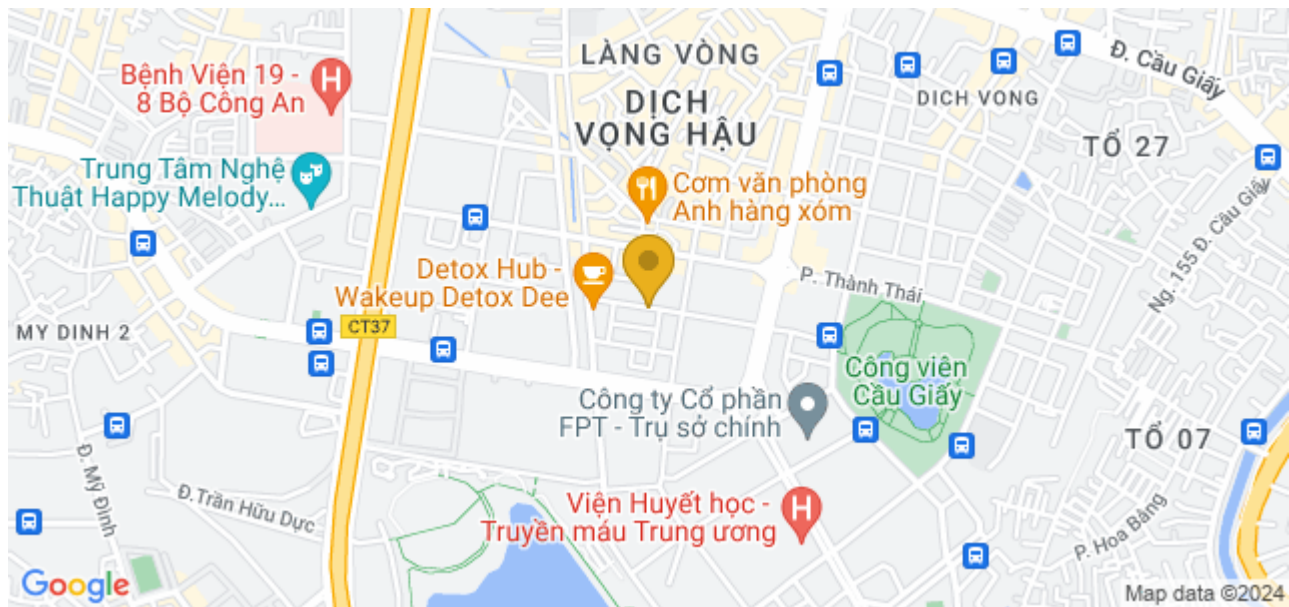 LÀNG VÒNG
Đ. Cầu Giấy
Bệnh Viện 19 -
8 Bộ Công An
DỊCH
VỌNG HẬU
DICH VONG
TỔ 27
Trung Tâm Nghệ
Thuật Happy Melody...
Cơm văn phòng
Anh hàng xóm
Ng. 155 Đ. Cầu Giấy
Detox Hub -
Wakeup Detox Dee
P. Thành Thái
MY DINH 2
CT37
Công viên
Cầu Giấy
Công ty Cổ phần
FPT - Trụ sở chính
TỔ 07
Đ. Mỹ Đình
Đ.Trần Hữu Dực
Viện Huyết học -
Truyền máu Trung ương
P. Hoa Bằng
Google
Map data ©2024